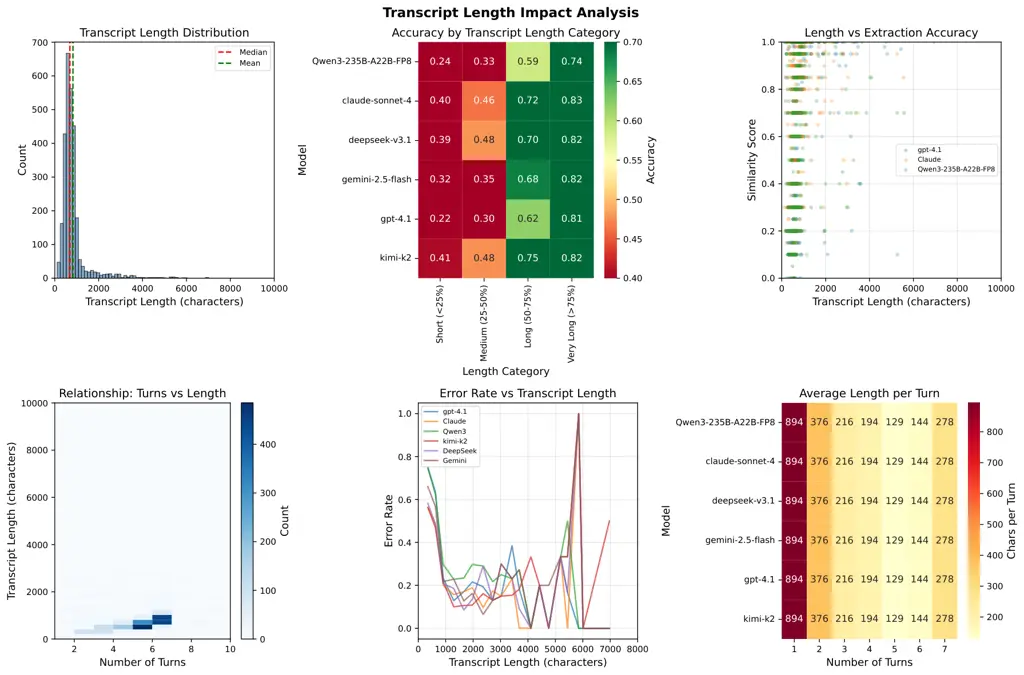 Transcript Length Impact Analysis
Transcript Length Distribution
Median
Mean
700
600
500
400
300
200
100
0
Count
0 2000 4000 6000 8000 10000
Transcript Length (characters)
Accuracy by Transcript Length Category
Model
Qwen3-235B-A22B-FP8 0.24 0.33 0.59 0.74
claude-sonnet-4 0.40 0.46 0.72 0.83
deepseek-v3.1 0.39 0.48 0.70 0.82
gemini-2.5-flash 0.32 0.35 0.68 0.82
gpt-4.1 0.22 0.30 0.62 0.81
kimi-k2 0.41 0.48 0.75 0.82
Short (<25%)
Medium (25-50%)
Long (50-75%)
Very Long (>75%)
Length Category
0.70
0.65
0.60
0.55
0.50
0.45
0.40
Accuracy
Length vs Extraction Accuracy
1.0
0.8
0.6
0.4
0.2
0.0
Similarity Score
gpt-4.1
Claude
Qwen3-235B-A22B-FP8
0 2000 4000 6000 8000 10000
Transcript Length (characters)
Relationship: Turns vs Length
10000
8000
6000
4000
2000
0
Transcript Length (characters)
2 4 6 8 10
Number of Turns
400
300
200
100
0
Count
Error Rate vs Transcript Length
gpt-4.1
Claude
Qwen3
kimi-k2
DeepSeek
Gemini
1.0
0.8
0.6
0.4
0.2
0.0
Error Rate
0 1000 2000 3000 4000 5000 6000 7000 8000
Transcript Length (characters)
Average Length per Turn
Model
Qwen3-235B-A22B-FP8 894 376 216 194 129 144 278
claude-sonnet-4 894 376 216 194 129 144 278
deepseek-v3.1 894 376 216 194 129 144 278
gemini-2.5-flash 894 376 216 194 129 144 278
gpt-4.1 894 376 216 194 129 144 278
kimi-k2 894 376 216 194 129 144 278
1 2 3 4 5 6 7
Number of Turns
800
700
600
500
400
300
200
Chars per Turn